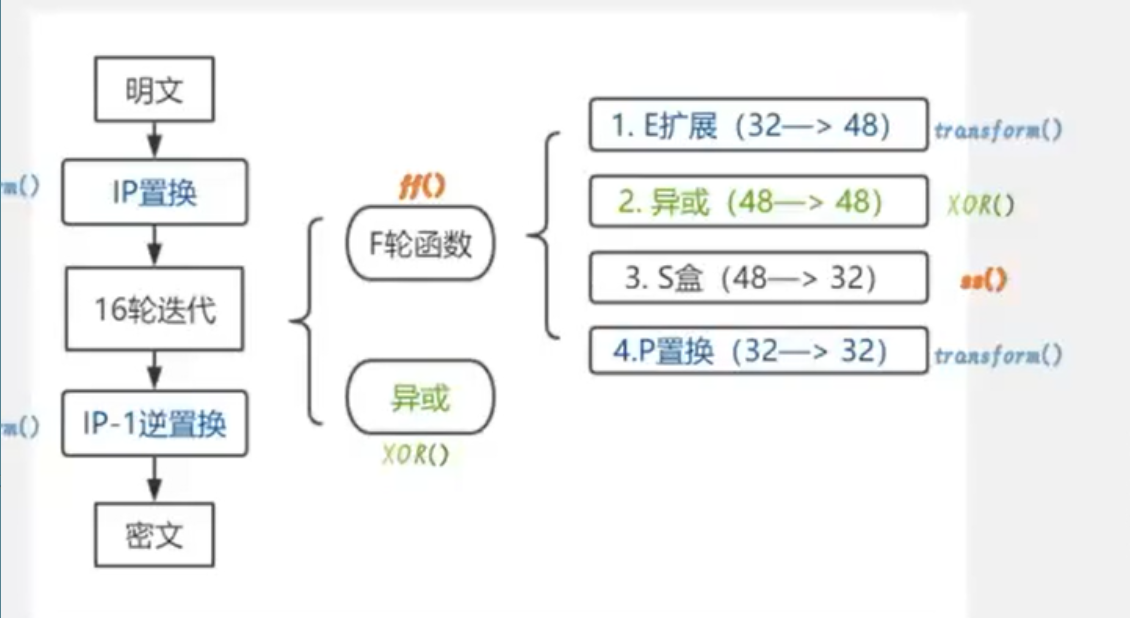 明文
IP置换
16轮迭代
IP-1逆置换
密文
rm()
rm()
ff()
F轮函数
异或
XOR()
1. E扩展（32—> 48）
transform()
2. 异或（48—> 48）
XOR()
3. S盒（48—> 32）
ss()
4.P置换（32—> 32）
transform()